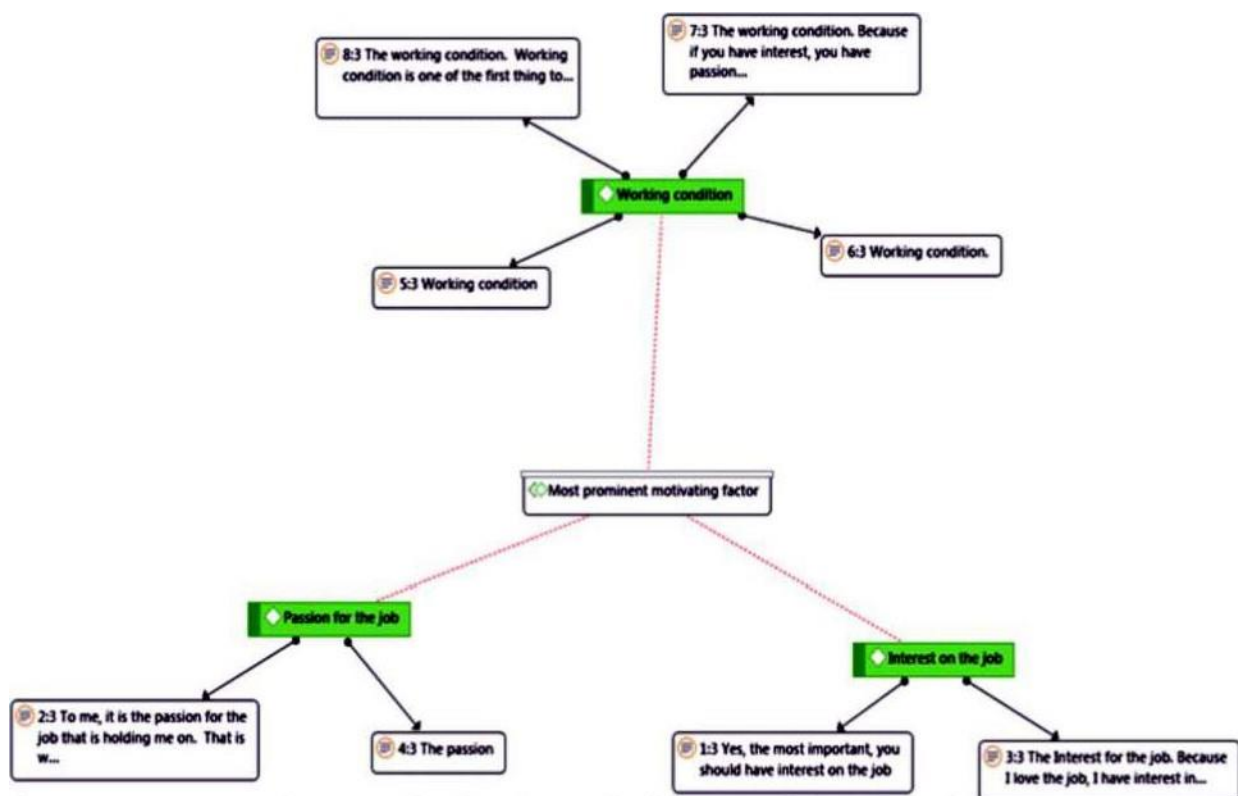 8:3 The working condition. Working
condition is one of the first thing to...
7:3 The working condition. Because
if you have interest, you have
passion...
Working condition
5:3 Working condition
6:3 Working condition.
Most prominent motivating factor
Passion for the job
Interest on the job
2:3 To me, it is the passion for the
job that is holding me on. That is
w...
4:3 The passion
1:3 Yes, the most important, you
should have interest on the job
3:3 The Interest for the job. Because
I love the job, I have interest in...